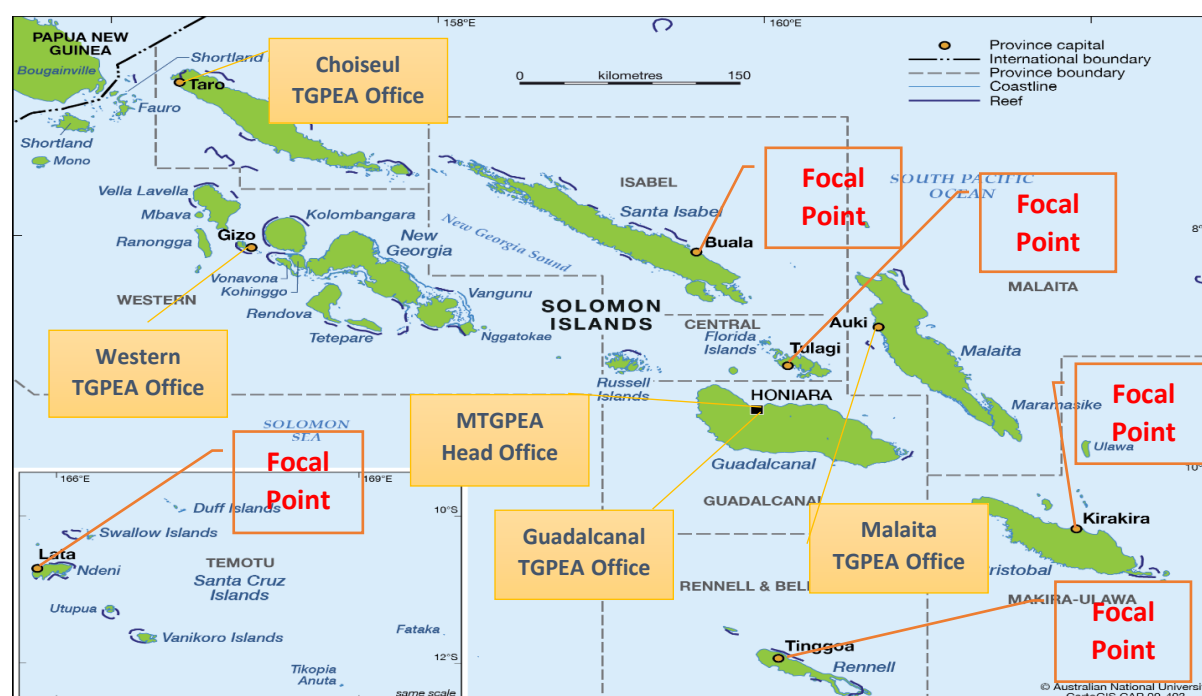 158°E
160°E
PAPUA NEW
GUINEA
Bougainville
Shortland
Choiseul
TGPEA Office
kilometres
0
150
Province capital
International boundary
Province boundary
Coastline
Reef
Taro
Fauro
Shortland
Mono
ISABEL
Focal
Point
SOUTH PACIFIC
OCEAN
Focal
Point
Vella Lavella
Mbava
Ranongga
Gizo
Kolombangara
New
Georgia
New Georgia Sound
Santa Isabel
Buala
8°
Vonavona
Kohinggo
WESTERN
Rendova
Tetepare
Vangunu
Nggatokae
SOLOMON
ISLANDS
CENTRAL
Florida
Islands
Tulagi
MALAITA
Auki
Malaita
Western
TGPEA Office
Russell
Islands
HONIARA
Maramasike
Focal
Point
Ulawa
MTGPEA
Head Office
Guadalcanal
GUADALCANAL
SOLOMON
SEA
Focal
Point
10°
166°E
169°E
Duff Islands
10°S
Swallow Islands
Lata
Ndeni
TEMOTU
Santa Cruz
Islands
Utupua
Vanikoro Islands
Fataka
Tikopia
Anuta
12°S
same scale
Guadalcanal
TGPEA Office
Malaita
TGPEA Office
Kirakira
ristobal
MAKIRA-ULAWA
RENNELL & BEL
Focal
Point
Tinggoa
Rennell
© Australian National Universi